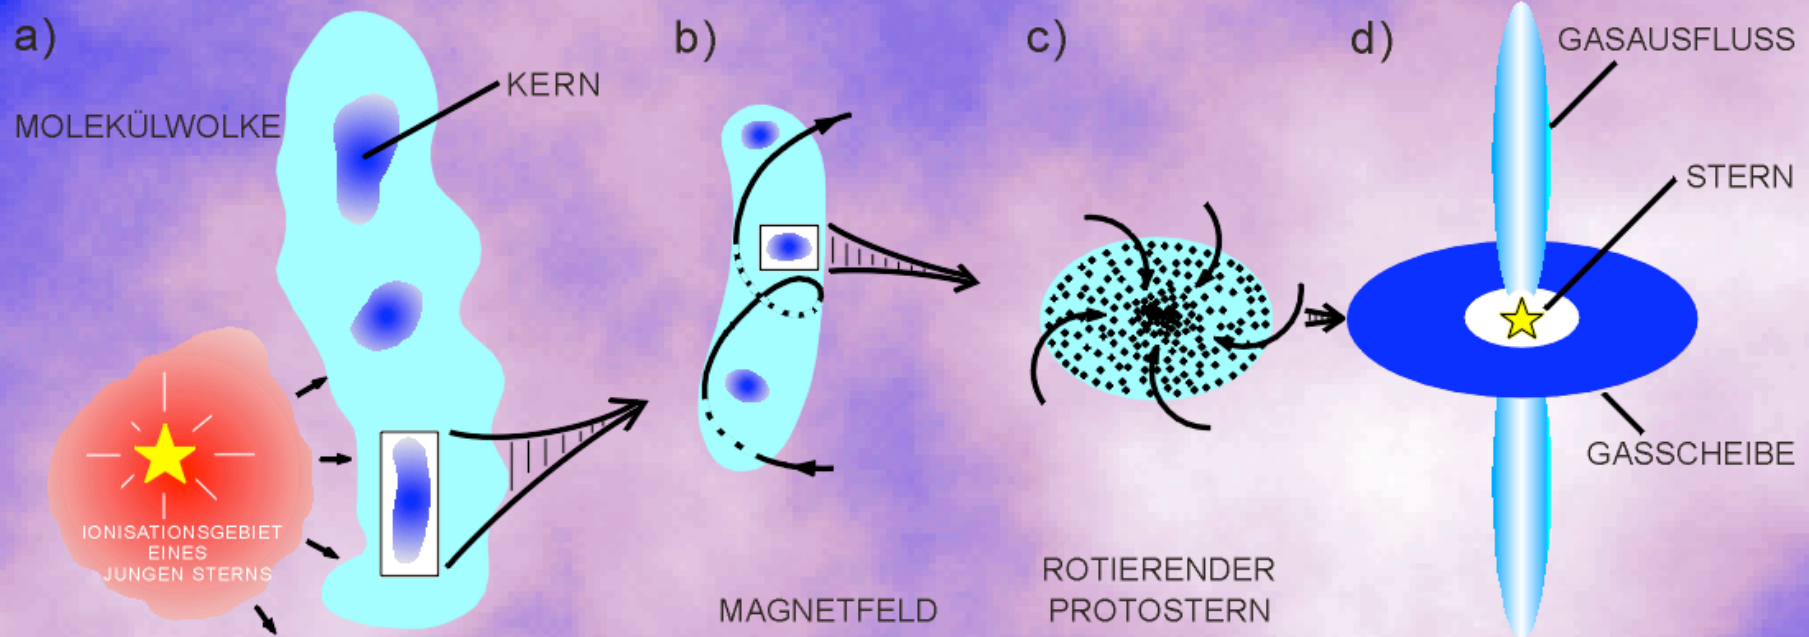 a)
MOLEKÜLWOLKE
KERN
IONISATIONSGEBIET
EINES
JUNGEN STERNS
b)
MAGNETFELD
c)
ROTIERENDER
PROTOSTERN
d)
GASAUSFLUSS
STERN
GASSCHEIBE